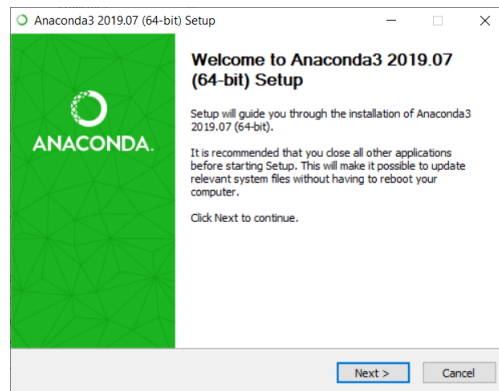 Anaconda3 2019.07 (64-bit) Setup
Welcome to Anaconda3 2019.07
(64-bit) Setup
Setup will guide you through the installation of Anaconda3
2019.07 (64-bit).
It is recommended that you close all other applications
before starting Setup. This will make it possible to update
relevant system files without having to reboot your
computer.
Click Next to continue.
ANACONDA.
Next >
Cancel